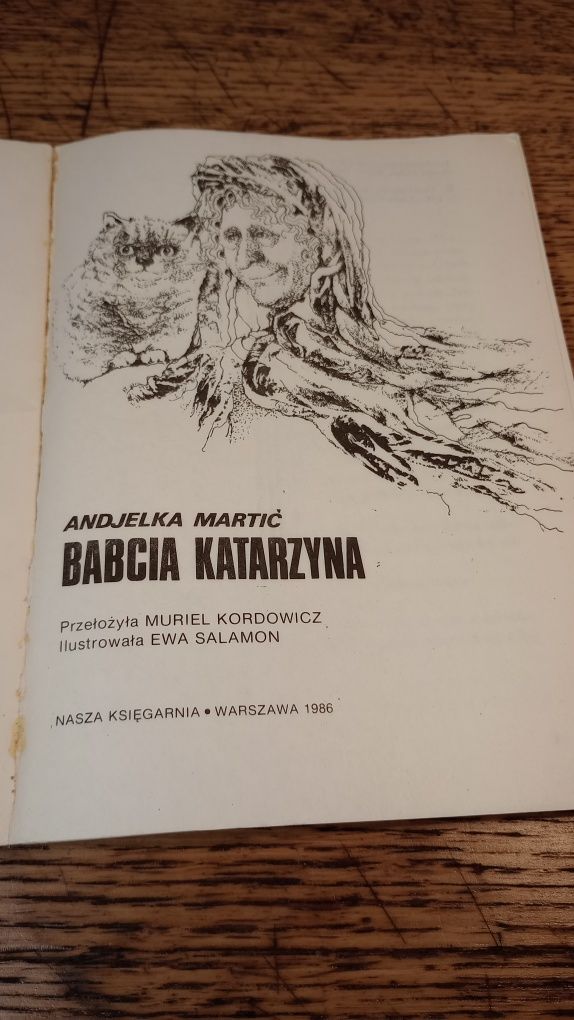 ANDJELKA MARTIĆ
BABCIA KATARZYNA
Przełożyła MURIEL KORDOWICZ
Ilustrowała EWA SALAMON
NASZA KSIĘGARNIA • WARSZAWA 1986